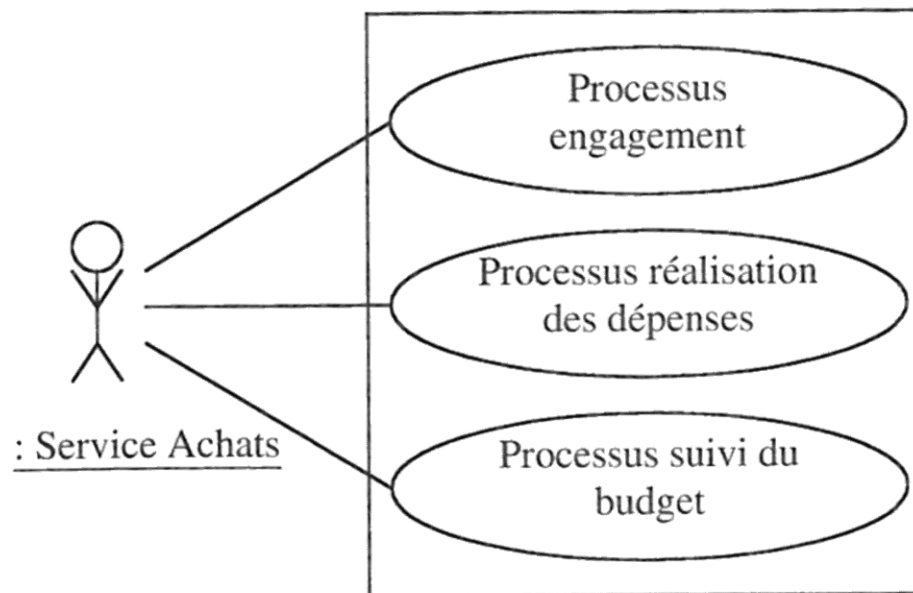 Processus
engagement
Processus réalisation
des dépenses
: Service Achats
Processus suivi du
budget